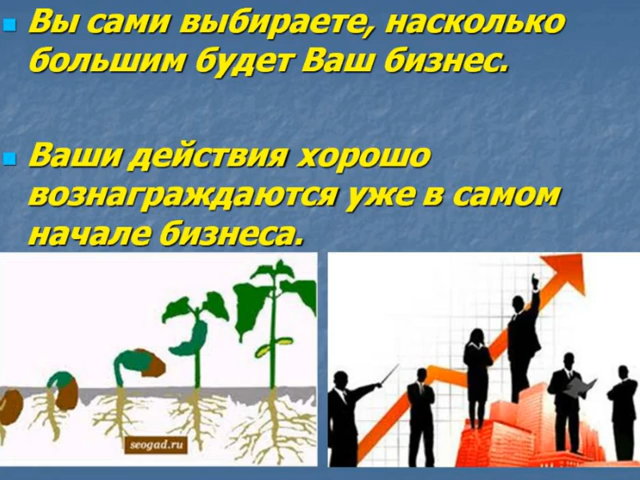 Вы сами выбираете, насколько
большим будет Ваш бизнес.
Ваши действия хорошо
вознаграждаются уже в самом
начале бизнеса.
seogad.ru